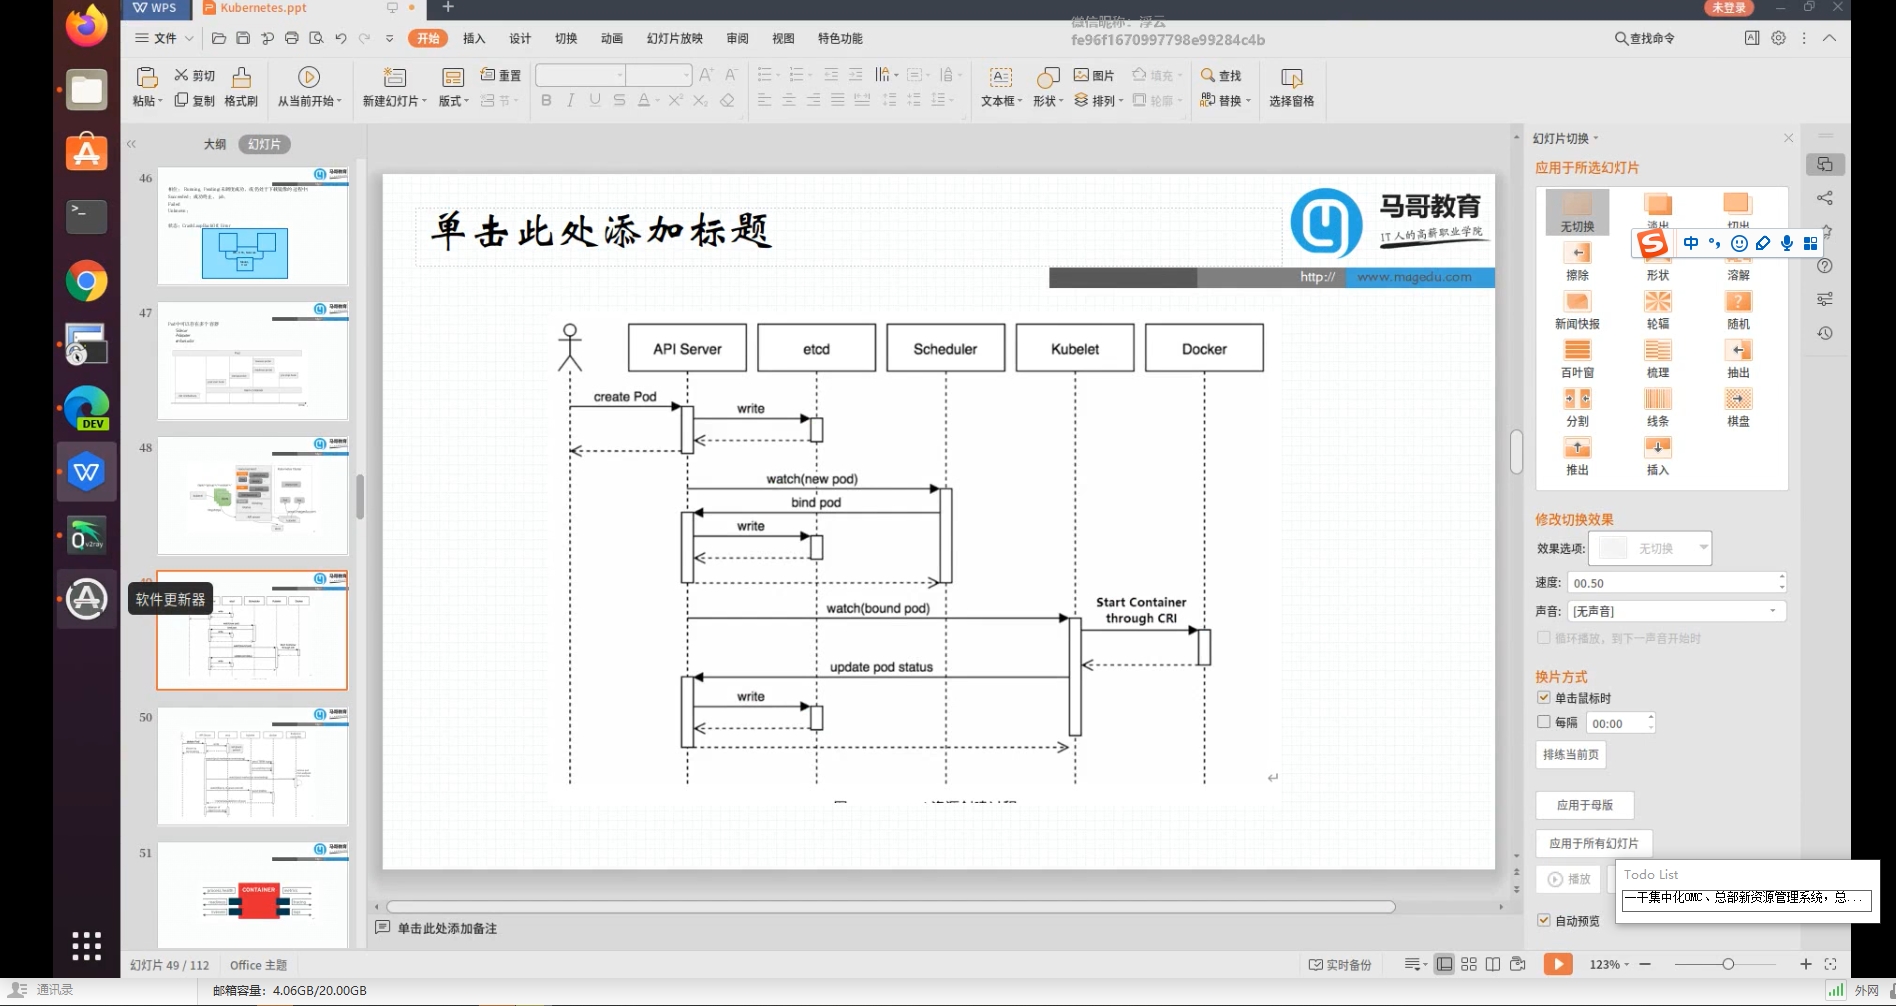 WPS
Kubernetes.ppt
未登录
微信昵称：浮云
fe96f1670997798e99284c4b
文件
开始
插入
设计
切换
动画
幻灯片放映
审阅
视图
特色功能
查找命令
粘贴
剪切
复制
格式刷
从当前开始
新建幻灯片
版式
重置
节
文本框
形状
图片
排列
填充
轮廓
查找
替换
选择窗格
大纲
幻灯片
46
47
48
50
51
CONTAINER
软件更新器
单击此处添加标题
马哥教育
IT人的高薪职业学院
http://
www.magedu.com
API Server
etcd
Scheduler
Kubelet
Docker
create Pod
write
watch(new pod)
bind pod
write
watch(bound pod)
Start Container
through CRI
update pod status
write
单击此处添加备注
幻灯片切换
应用于所选幻灯片
无切换
淡出
切出
中
擦除
形状
溶解
新闻快报
轮辐
随机
百叶窗
梳理
抽出
分割
线条
棋盘
推出
插入
修改切换效果
效果选项:
无切换
速度:
00.50
声音:
[无声音]
循环播放，到下一声音开始时
换片方式
单击鼠标时
每隔
00:00
排练当前页
应用于母版
应用于所有幻灯片
播放
自动预览
Todo List
一干集中化OMC、总部新资源管理系统，总...
DEV
v2ray
幻灯片 49 / 112
Office 主题
实时备份
123%
通讯录
邮箱容量：4.06GB/20.00GB
外网